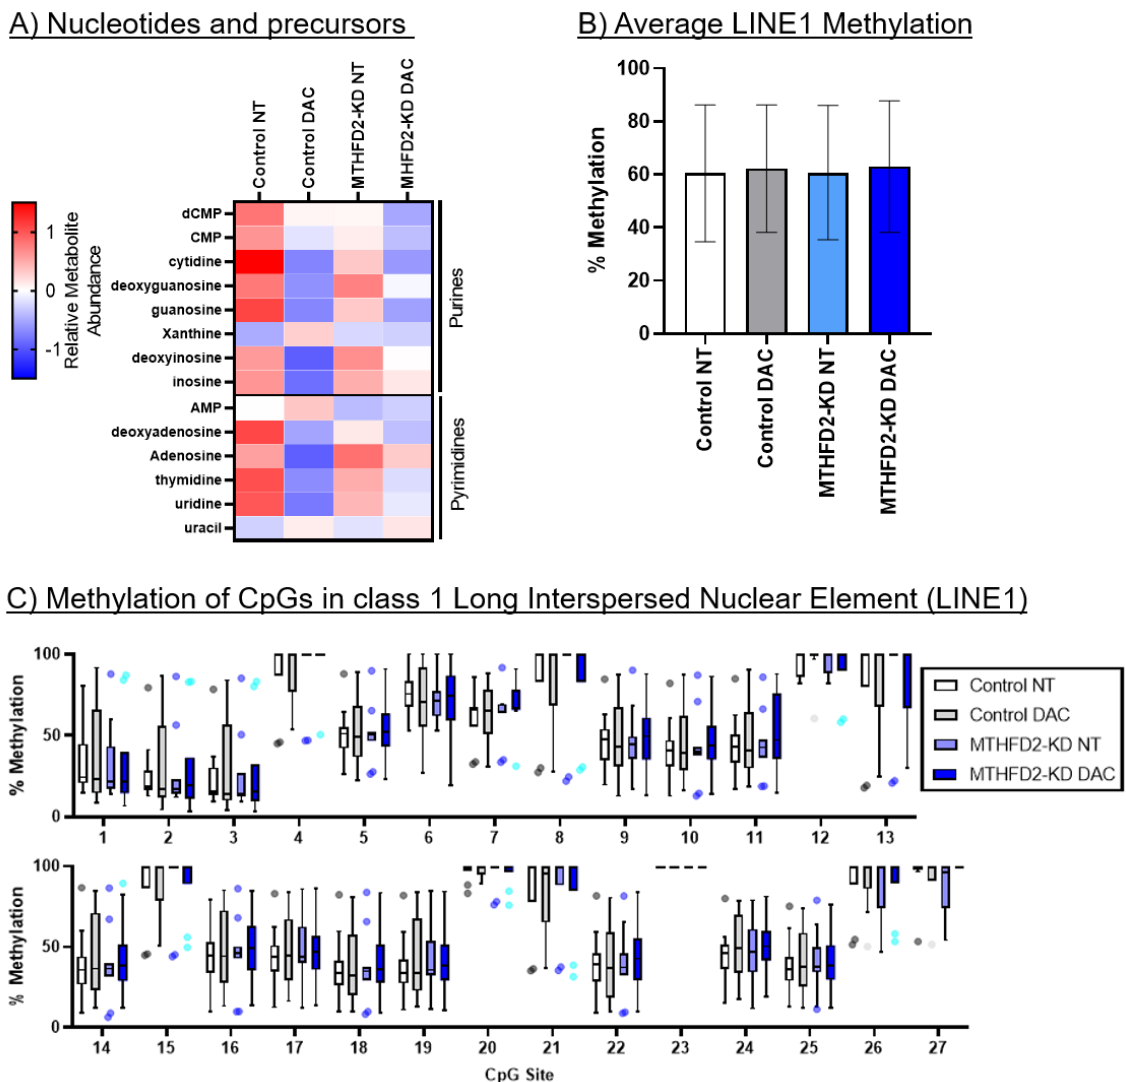 A) Nucleotides and precursors
Control NT
Control DAC
MTHFD2-KD NT
MHFD2-KD DAC
1
0
-1
Relative Metabolite
Abundance
dCMP
CMP
cytidine
deoxyguanosine
guanosine
Xanthine
deoxyinosine
inosine
AMP
deoxyadenosine
Adenosine
thymidine
uridine
uracil
Purines
Pyrimidines
B) Average LINE1 Methylation
% Methylation
100
80
60
40
20
0
Control NT
Control DAC
MTHFD2-KD NT
MTHFD2-KD DAC
C) Methylation of CpGs in class 1 Long Interspersed Nuclear Element (LINE1)
% Methylation
100
50
0
1 2 3 4 5 6 7 8 9 10 11 12 13
Control NT
Control DAC
MTHFD2-KD NT
MTHFD2-KD DAC
% Methylation
100
50
0
14 15 16 17 18 19 20 21 22 23 24 25 26 27
CpG Site